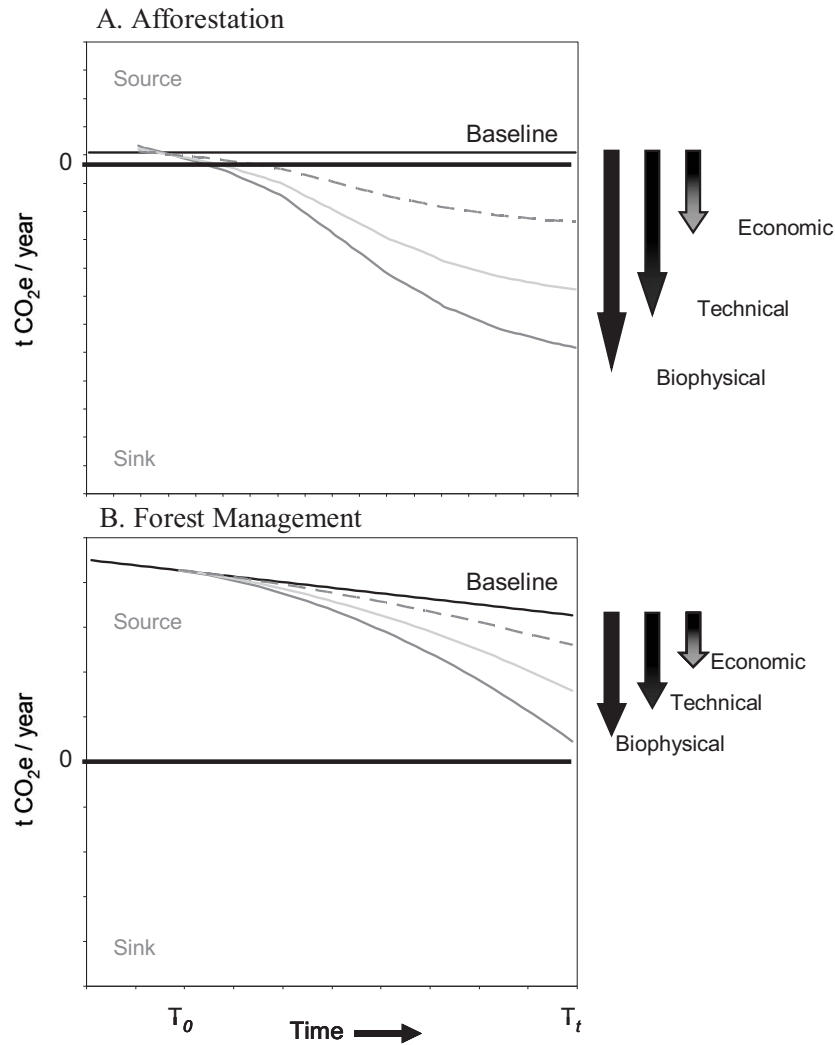 A. Afforestation
Source
Baseline
0
Economic
Technical
Biophysical
t CO₂e / year
Sink
B. Forest Management
Baseline
Source
Economic
Technical
Biophysical
0
t CO₂e / year
Sink
T₀
Time
Tₜ